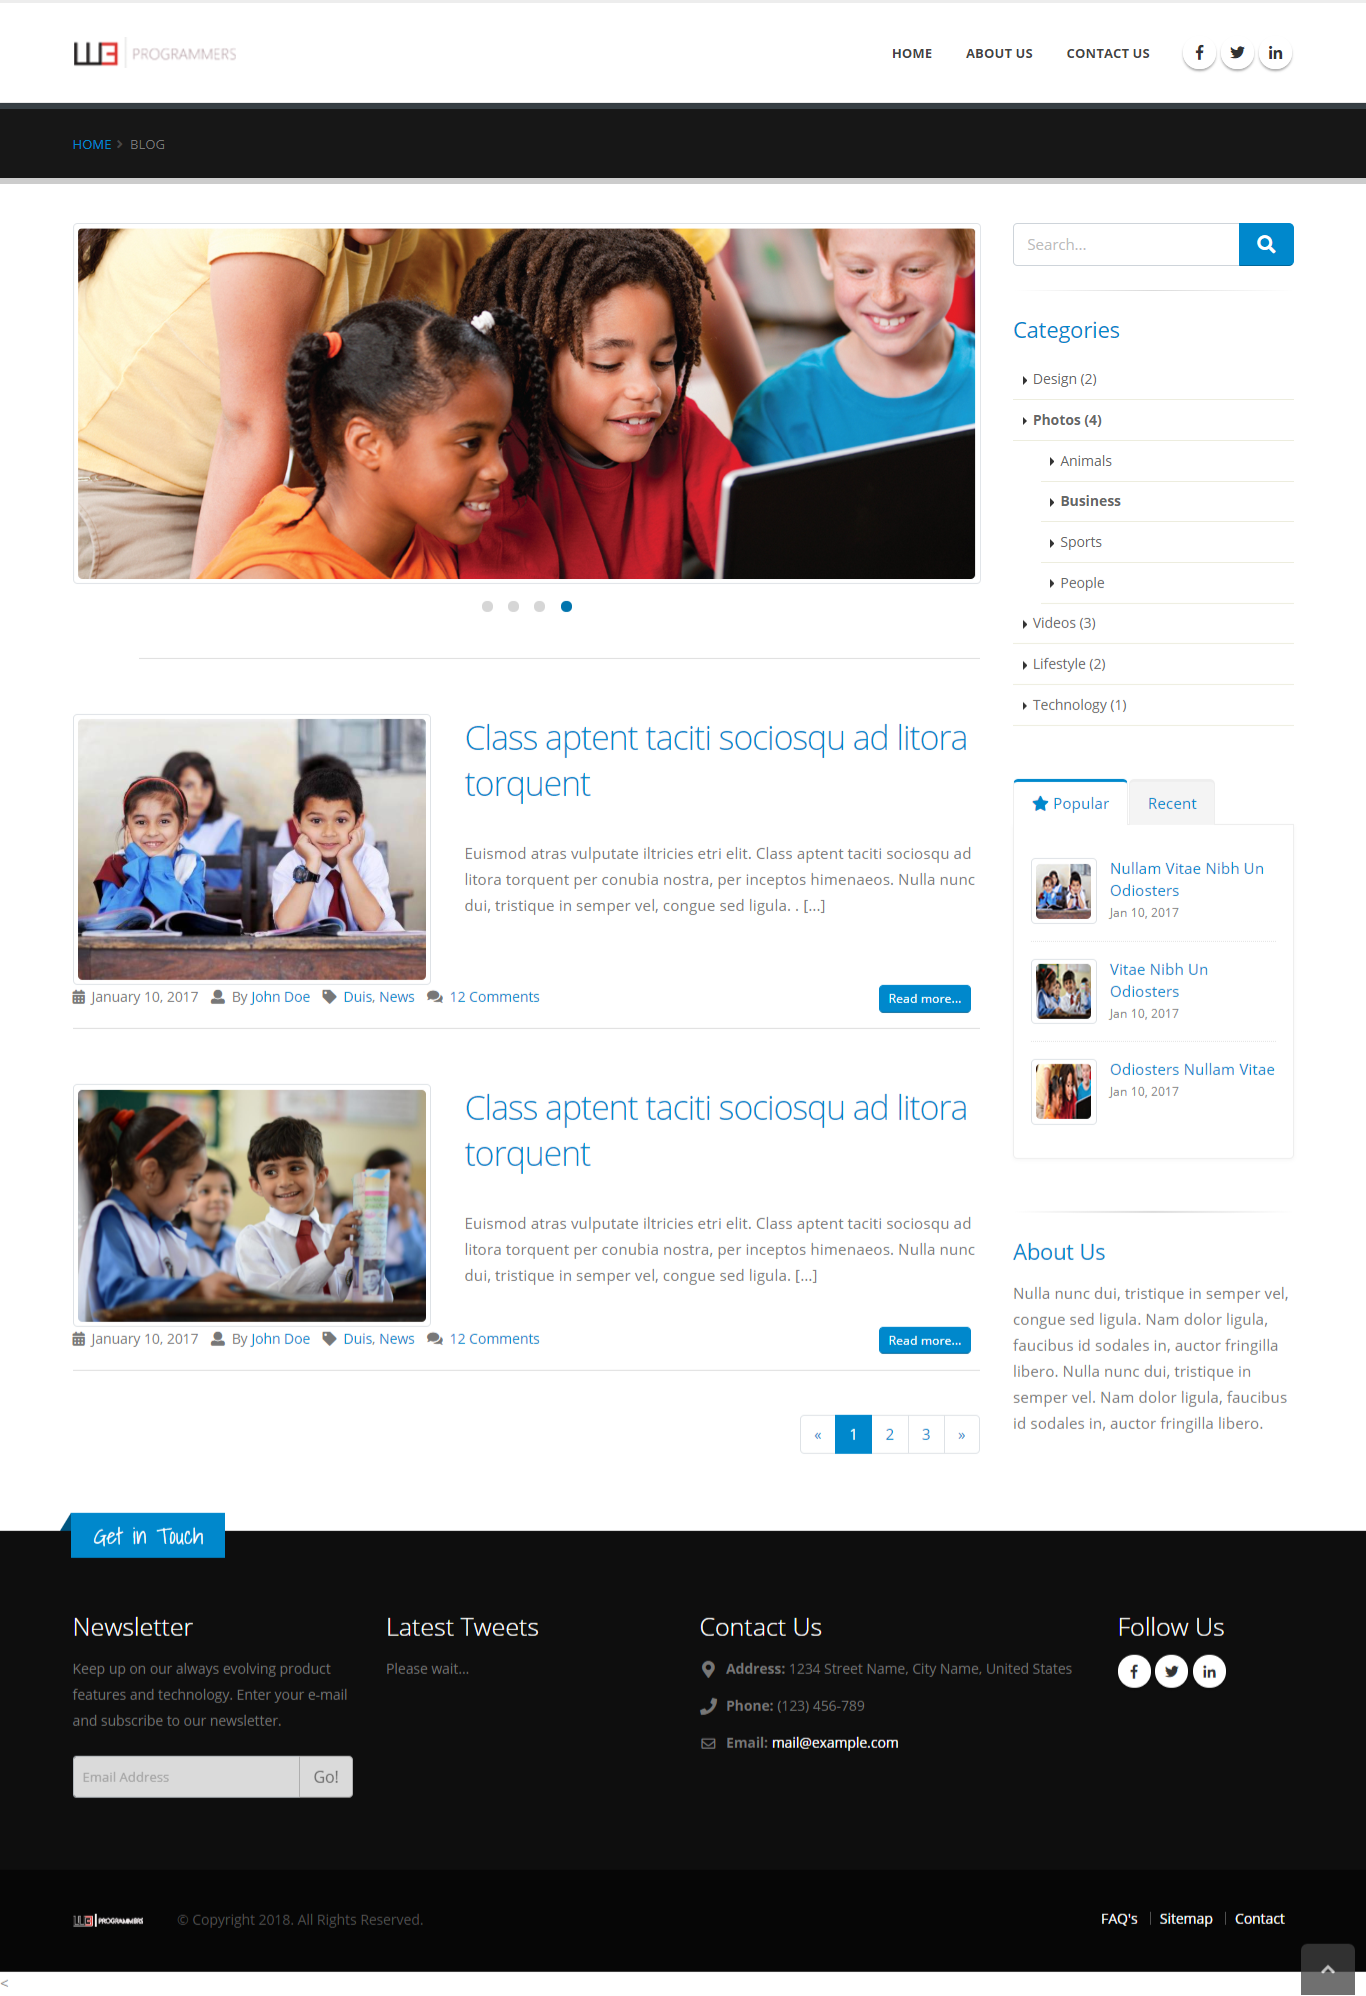 W3 PROGRAMMERS
HOME ABOUT US CONTACT US
HOME BLOG
Search...
Categories
Design (2)
Photos (4)
Animals
Business
Sports
People
Videos (3)
Lifestyle (2)
Technology (1)
Class aptent taciti sociosqu ad litora
torquent
Euismod atras vulputate iltricies etri elit. Class aptent taciti sociosqu ad
litora torquent per conubia nostra, per inceptos himenaeos. Nulla nunc
dui, tristique in semper vel, congue sed ligula. . [...]
January 10, 2017 By John Doe Duis, News 12 Comments Read more...
Popular Recent
Nullam Vitae Nibh Un
Odiosters
Jan 10, 2017
Vitae Nibh Un
Odiosters
Jan 10, 2017
Odiosters Nullam Vitae
Jan 10, 2017
Class aptent taciti sociosqu ad litora
torquent
Euismod atras vulputate iltricies etri elit. Class aptent taciti sociosqu ad
litora torquent per conubia nostra, per inceptos himenaeos. Nulla nunc
dui, tristique in semper vel, congue sed ligula. [...]
January 10, 2017 By John Doe Duis, News 12 Comments Read more...
« 1 2 3 »
About Us
Nulla nunc dui, tristique in semper vel,
congue sed ligula. Nam dolor ligula,
faucibus id sodales in, auctor fringilla
libero. Nulla nunc dui, tristique in
semper vel. Nam dolor ligula, faucibus
id sodales in, auctor fringilla libero.
Get in Touch
Newsletter
Keep up on our always evolving product
features and technology. Enter your e-mail
and subscribe to our newsletter.
Email Address Go!
Latest Tweets
Please wait...
Contact Us
Address: 1234 Street Name, City Name, United States
Phone: (123) 456-789
Email: mail@example.com
Follow Us
W3 PROGRAMMERS © Copyright 2018. All Rights Reserved.
FAQ's Sitemap Contact
<